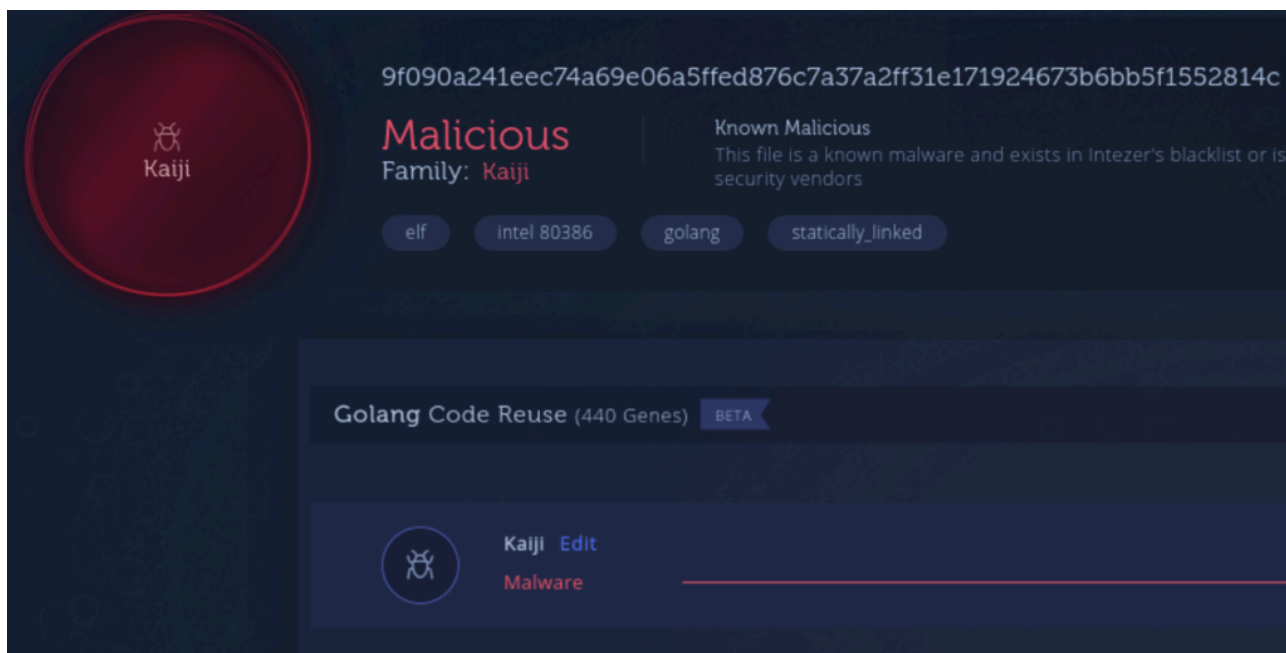 Kaiji
9f090a241eec74a69e06a5ffed876c7a37a2ff31e171924673b6bb5f1552814c
Malicious
Family: Kaiji
Known Malicious
This file is a known malware and exists in Intezer's blacklist or is
security vendors
elf
intel 80386
golang
statically_linked
Golang Code Reuse (440 Genes) BETA
Kaiji Edit
Malware